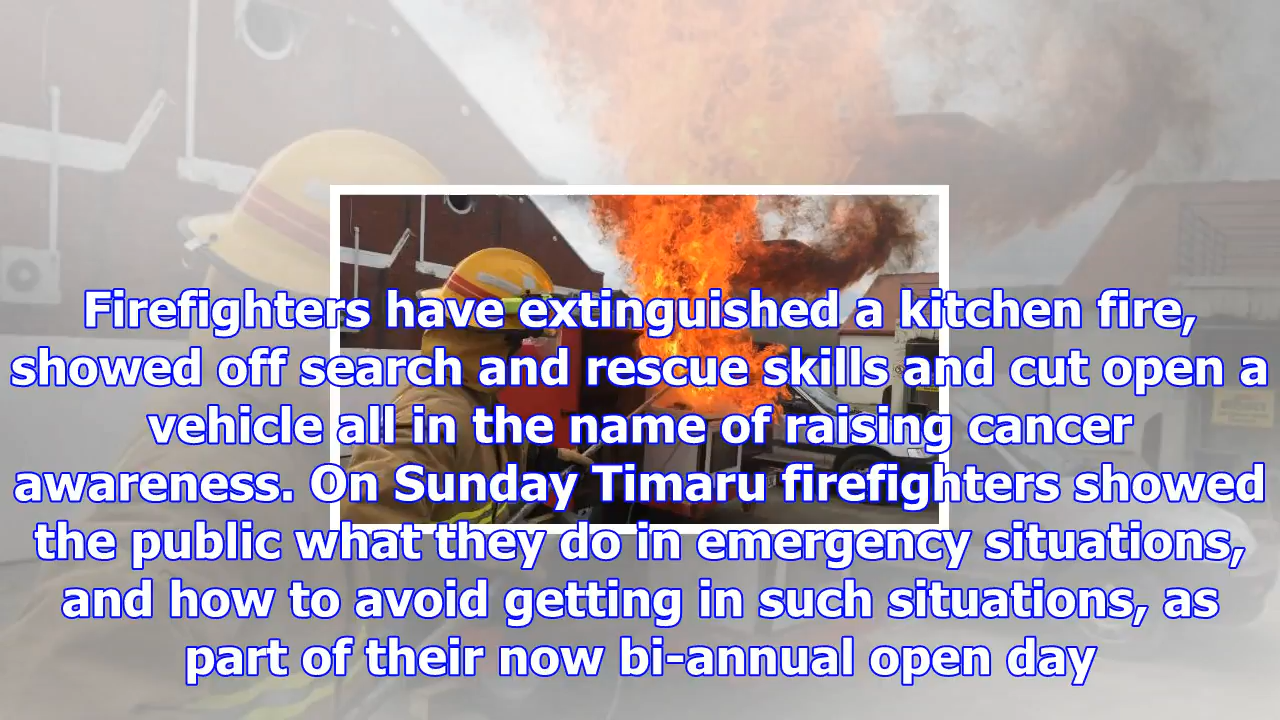 Firefighters have extinguished a kitchen fire,
showed off search and rescue skills and cut open a
vehicle all in the name of raising cancer
awareness. On Sunday Timaru firefighters showed
the public what they do in emergency situations,
and how to avoid getting in such situations, as
part of their now bi-annual open day